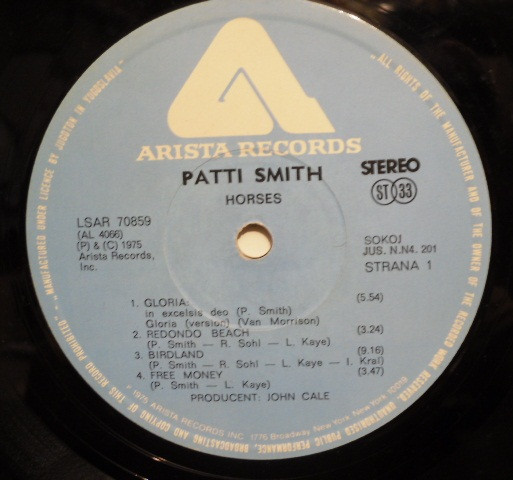 ARISTA RECORDS
PATTI SMITH
HORSES
STEREO
ST 33
LSAR 70859
(AL 4066)
(P) & (C) 1975
Arista Records,
Inc.
SOKOJ
JUS. N.N4. 201
STRANA 1
1. GLORIA: (5.54)
in excelsis deo (P. Smith)
Gloria (version) (Van Morrison)
2. REDONDO BEACH (3.24)
(P. Smith — R. Sohl — L. Kaye)
3. BIRDLAND (9.16)
(P. Smith — R. Sohl — L. Kaye — I. Kral)
4. FREE MONEY (3.47)
(P. Smith — L. Kaye)
PRODUCENT: JOHN CALE
℗ 1975 ARISTA RECORDS INC. 1776 Broadway New York New York 10019
MANUFACTURED UNDER LICENCE BY JUGOTON IN YUGOSLAVIA
ALL RIGHTS OF THE MANUFACTURER AND OF THE OWNER OF THE RECORDED WORK RESERVED. UNAUTHORISED PUBLIC PERFORMANCE, BROADCASTING AND COPYING OF THIS RECORD PROHIBITED